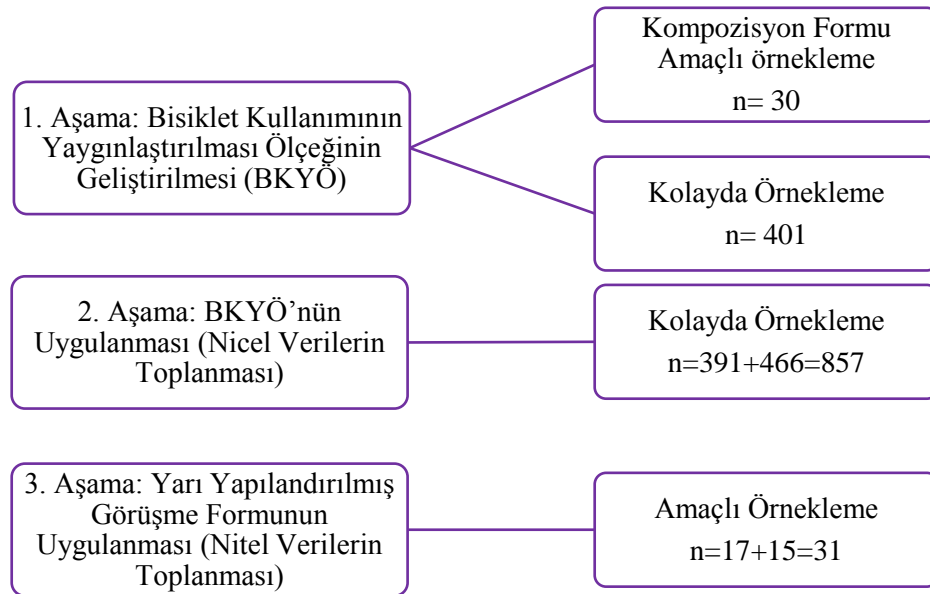 1. Aşama: Bisiklet Kullanımının
Yaygınlaştırılması Ölçeğinin
Geliştirilmesi (BKYÖ)
Kompozisyon Formu
Amaçlı örnekleme
n= 30
Kolayda Örnekleme
n= 401
2. Aşama: BKYÖ’nün
Uygulanması (Nicel Verilerin
Toplanması)
Kolayda Örnekleme
n=391+466=857
3. Aşama: Yarı Yapılandırılmış
Görüşme Formunun
Uygulanması (Nitel Verilerin
Toplanması)
Amaçlı Örnekleme
n=17+15=31